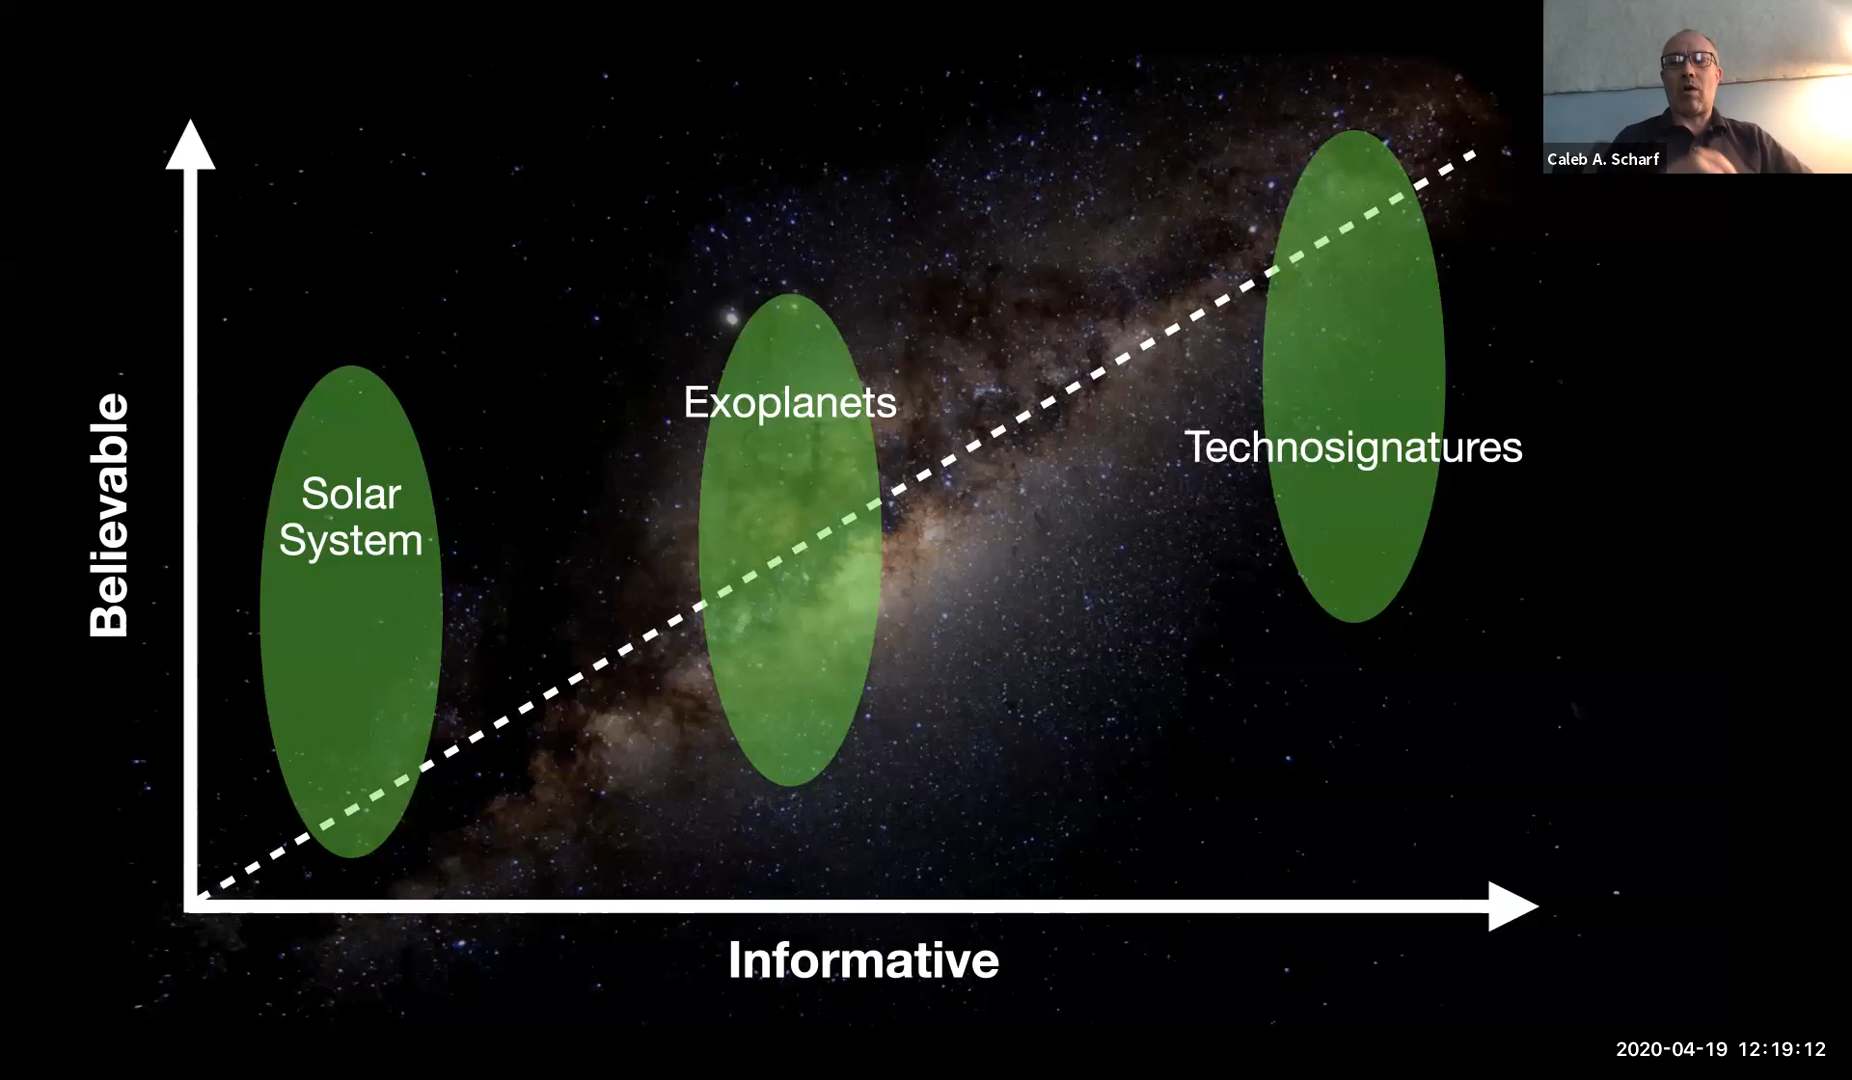 Caleb A. Scharf
Believable
Solar
System
Exoplanets
Technosignatures
Informative
2020-04-19 12:19:12